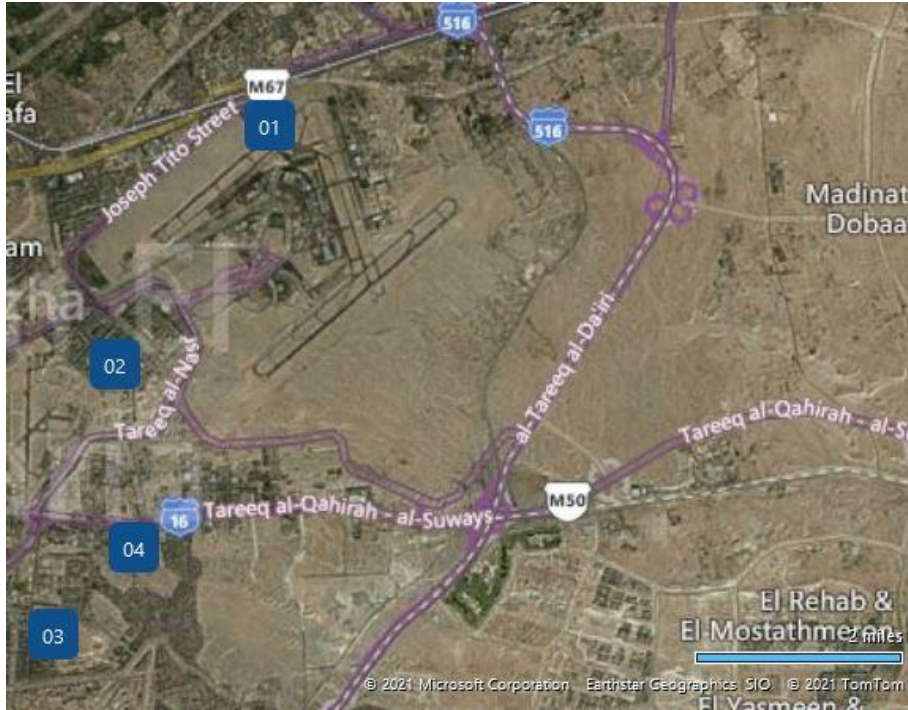 516
M67
El
afa
01
516
Joseph Tito Street
Madinat
Dobaa
am
zha
al-Tareeq al-Da'iri
02
Tareeq al-Nasr
Tareeq al-Qahirah - al-S
M50
16
Tareeq al-Qahirah - al-Suways
04
El Rehab &
El Mostathmeron
2 miles
03
© 2021 Microsoft Corporation Earthstar Geographics SIO © 2021 TomTom
El Yasmeen &